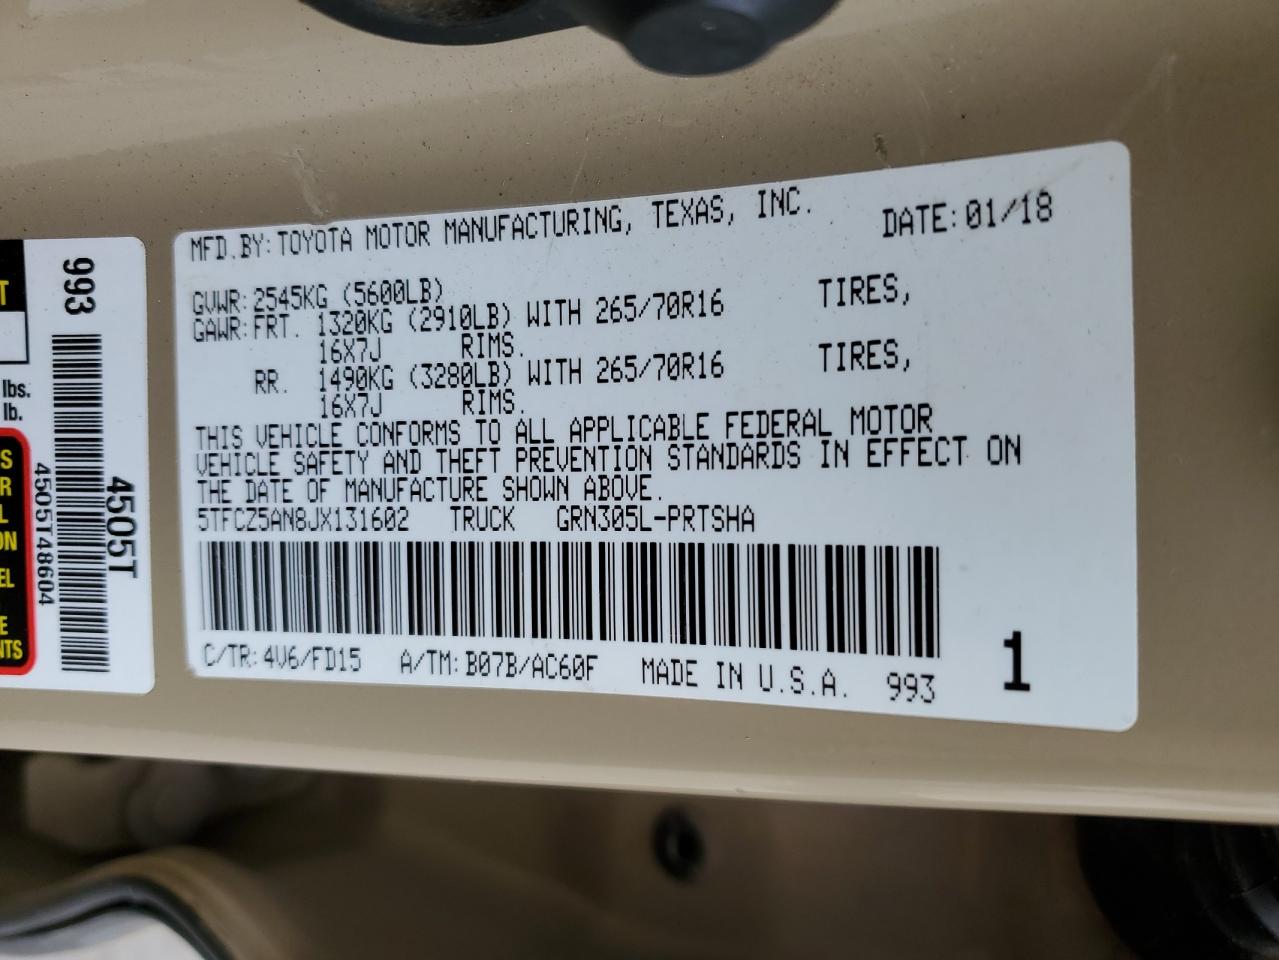 MFD.BY: TOYOTA MOTOR MANUFACTURING, TEXAS, INC. DATE: 01/18
GVWR: 2545KG (5600LB)
GAWR: FRT. 1320KG (2910LB) WITH 265/70R16 TIRES,
16X7J RIMS.
RR. 1490KG (3280LB) WITH 265/70R16 TIRES,
16X7J RIMS.
THIS VEHICLE CONFORMS TO ALL APPLICABLE FEDERAL MOTOR
VEHICLE SAFETY AND THEFT PREVENTION STANDARDS IN EFFECT ON
THE DATE OF MANUFACTURE SHOWN ABOVE.
5TFCZ5AN8JX131602 TRUCK GRN305L-PRTSHA
C/TR: 4V6/FD15 A/TM: B07B/AC60F MADE IN U.S.A. 993
1
993
4505T48604
4505T
lbs.
lb.